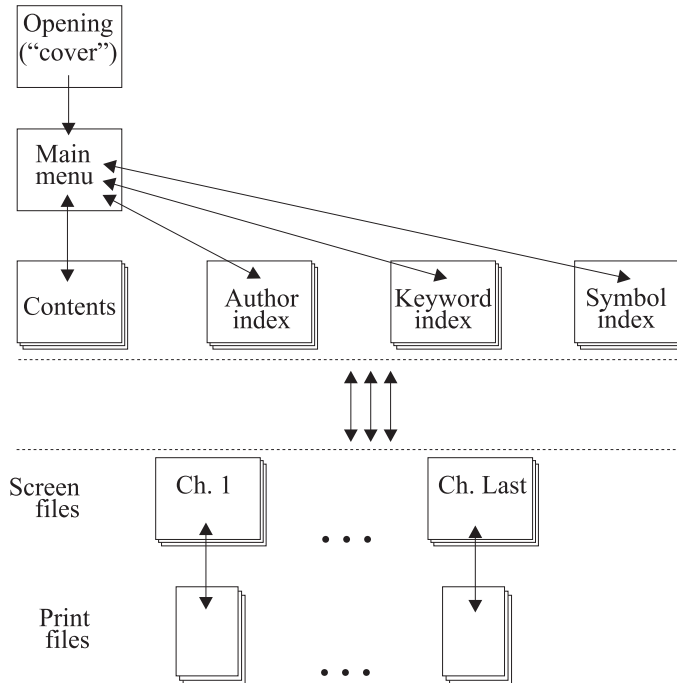 Opening
(“cover”)
Main
menu
Contents
Author
index
Keyword
index
Symbol
index
Screen
files
Ch. 1
Ch. Last
• • •
Print
files
• • •